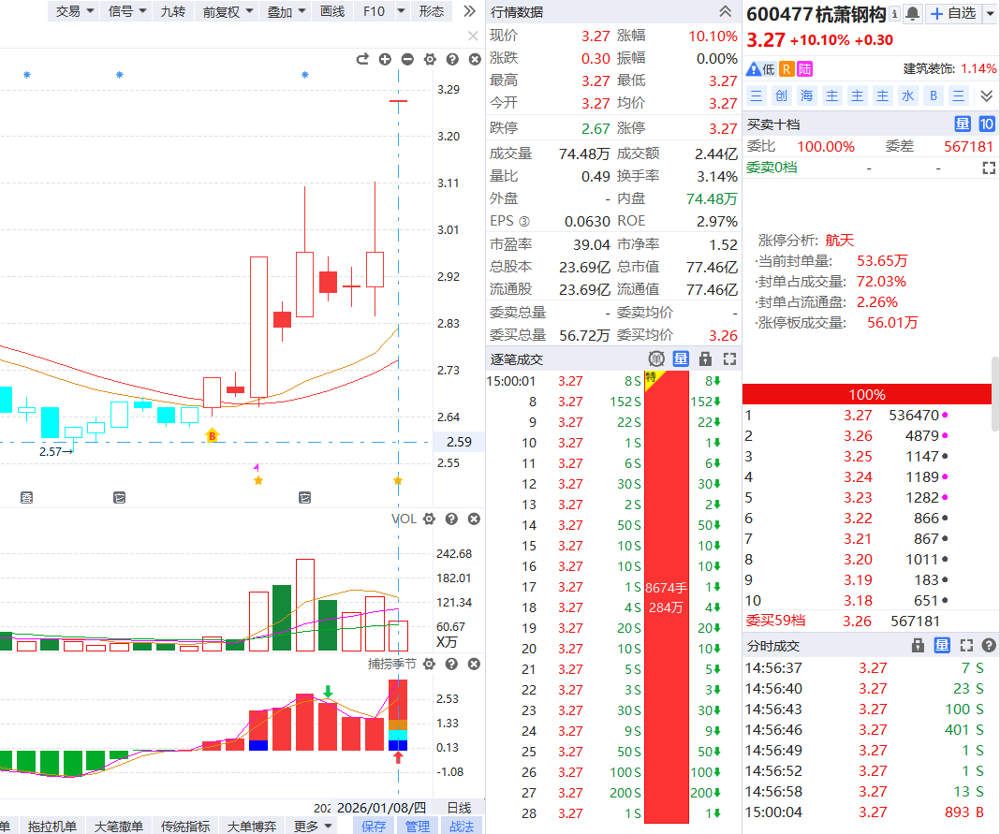 交易 信号 九转 前复权 叠加 画线 F10 形态
3.29
3.20
3.11
3.01
2.92
2.83
2.73
2.64
2.59
2.55
2.57→
B
叠 它 它
VOL
242.68
182.01
121.34
60.67
X万
捕捞季节
2.53
1.33
0.13
-1.08
202 2026/01/08/四 日线
单 拖拉机单 大笔撤单 传统指标 大单博弈 更多 保存 管理 战法
行情数据
现价 3.27 涨幅 10.10%
涨跌 0.30 振幅 0.00%
最高 3.27 最低 3.27
今开 3.27 均价 3.27
跌停 2.67 涨停 3.27
成交量 74.48万 成交额 2.44亿
量比 0.49 换手率 3.14%
外盘 - 内盘 74.48万
EPS ③ 0.0630 ROE 2.97%
市盈率 39.04 市净率 1.52
总股本 23.69亿 总市值 77.46亿
流通股 23.69亿 流通值 77.46亿
委卖总量 - 委卖均价 -
委买总量 56.72万 委买均价 3.26
逐笔成交 单 量
15:00:01 3.27 8 S 特 8
8 3.27 152 S 152
9 3.27 22 S 22
10 3.27 1 S 1
11 3.27 6 S 6
12 3.27 30 S 30
13 3.27 2 S 2
14 3.27 50 S 50
15 3.27 10 S 10
16 3.27 10 S 10
17 3.27 1 S 8674手 1
18 3.27 4 S 284万 4
19 3.27 20 S 20
20 3.27 10 S 10
21 3.27 5 S 5
22 3.27 3 S 3
23 3.27 30 S 30
24 3.27 9 S 9
25 3.27 50 S 50
26 3.27 100 S 100
27 3.27 200 S 200
28 3.27 1 S 1
600477杭萧钢构 i 自选
3.27 +10.10% +0.30
低 R 陆 建筑装饰: 1.14%
三 创 海 主 主 主 水 B 三
买卖十档 量 10
委比 100.00% 委差 567181
委卖0档 - -
涨停分析: 航天
·当前封单量: 53.65万
·封单占成交量: 72.03%
·封单占流通盘: 2.26%
·涨停板成交量: 56.01万
100%
1 3.27 536470
2 3.26 4879
3 3.25 1147
4 3.24 1189
5 3.23 1282
6 3.22 866
7 3.21 867
8 3.20 1011
9 3.19 183
10 3.18 651
委买59档 3.26 567181
分时成交 量
14:56:37 3.27 7 S
14:56:40 3.27 23 S
14:56:43 3.27 100 S
14:56:46 3.27 401 S
14:56:49 3.27 1 S
14:56:52 3.27 1 S
14:56:58 3.27 13 S
15:00:04 3.27 893 B